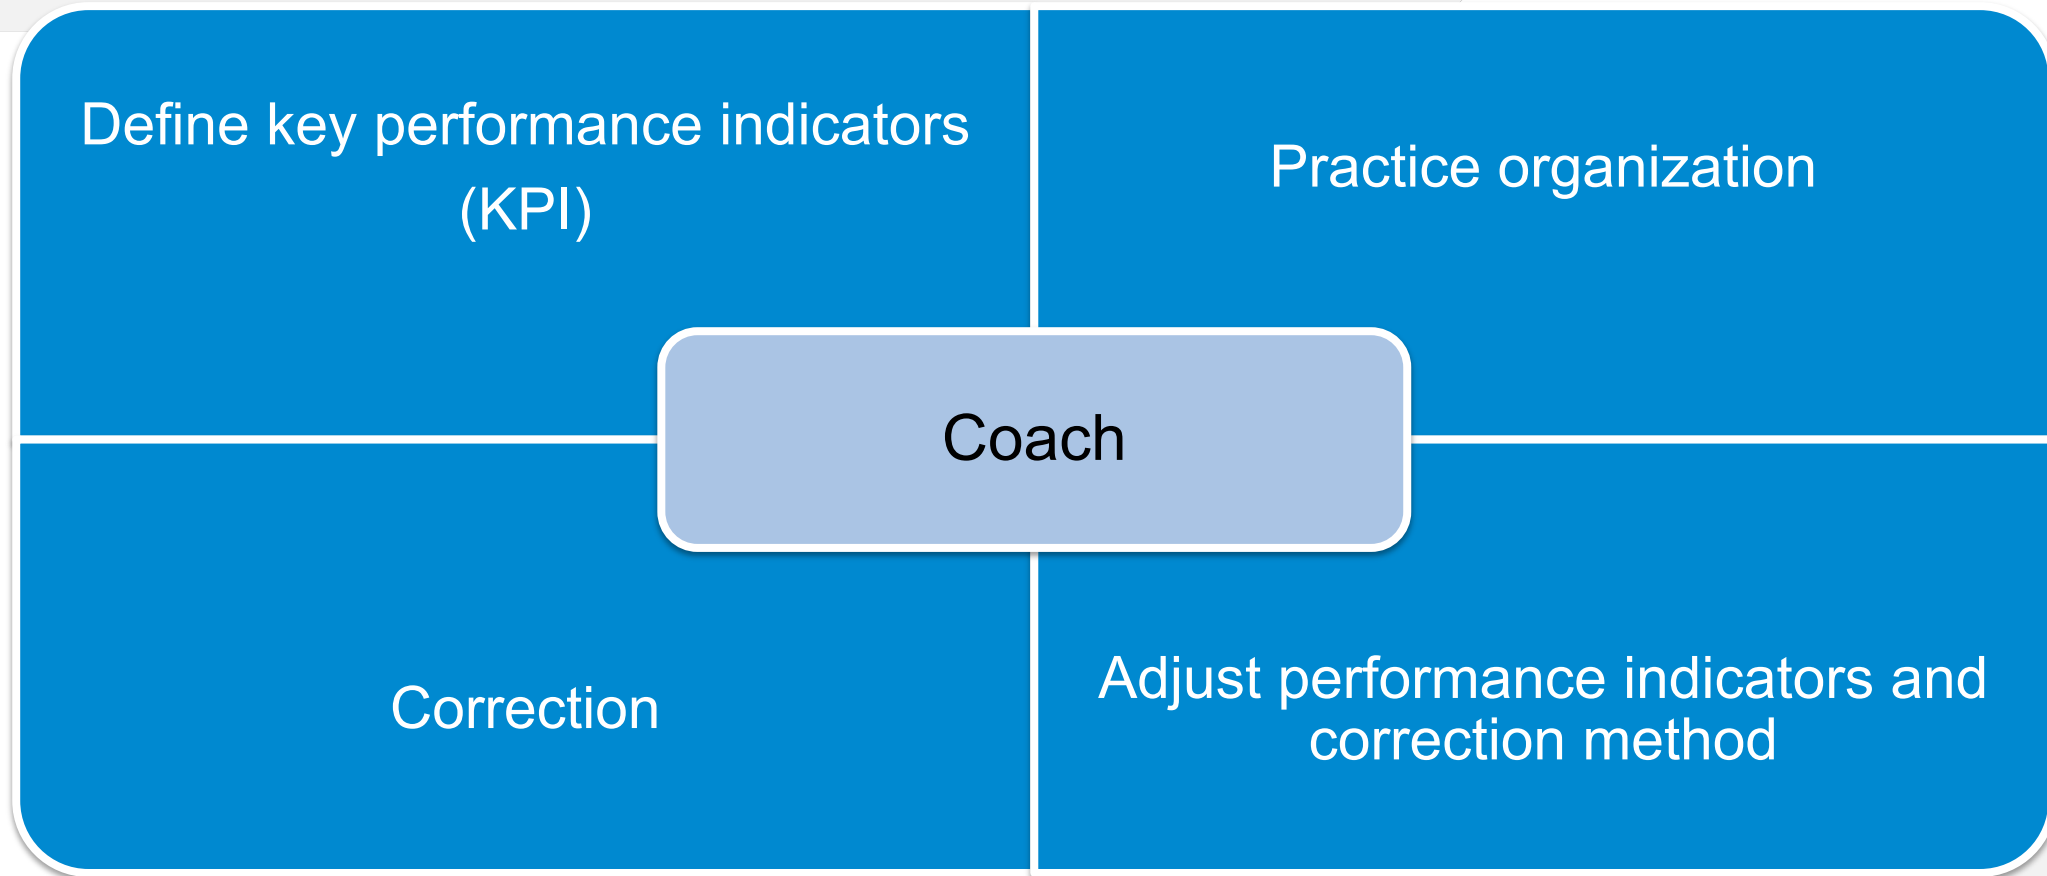 Define key performance indicators
(KPI)
Practice organization
Coach
Correction
Adjust performance indicators and
correction method